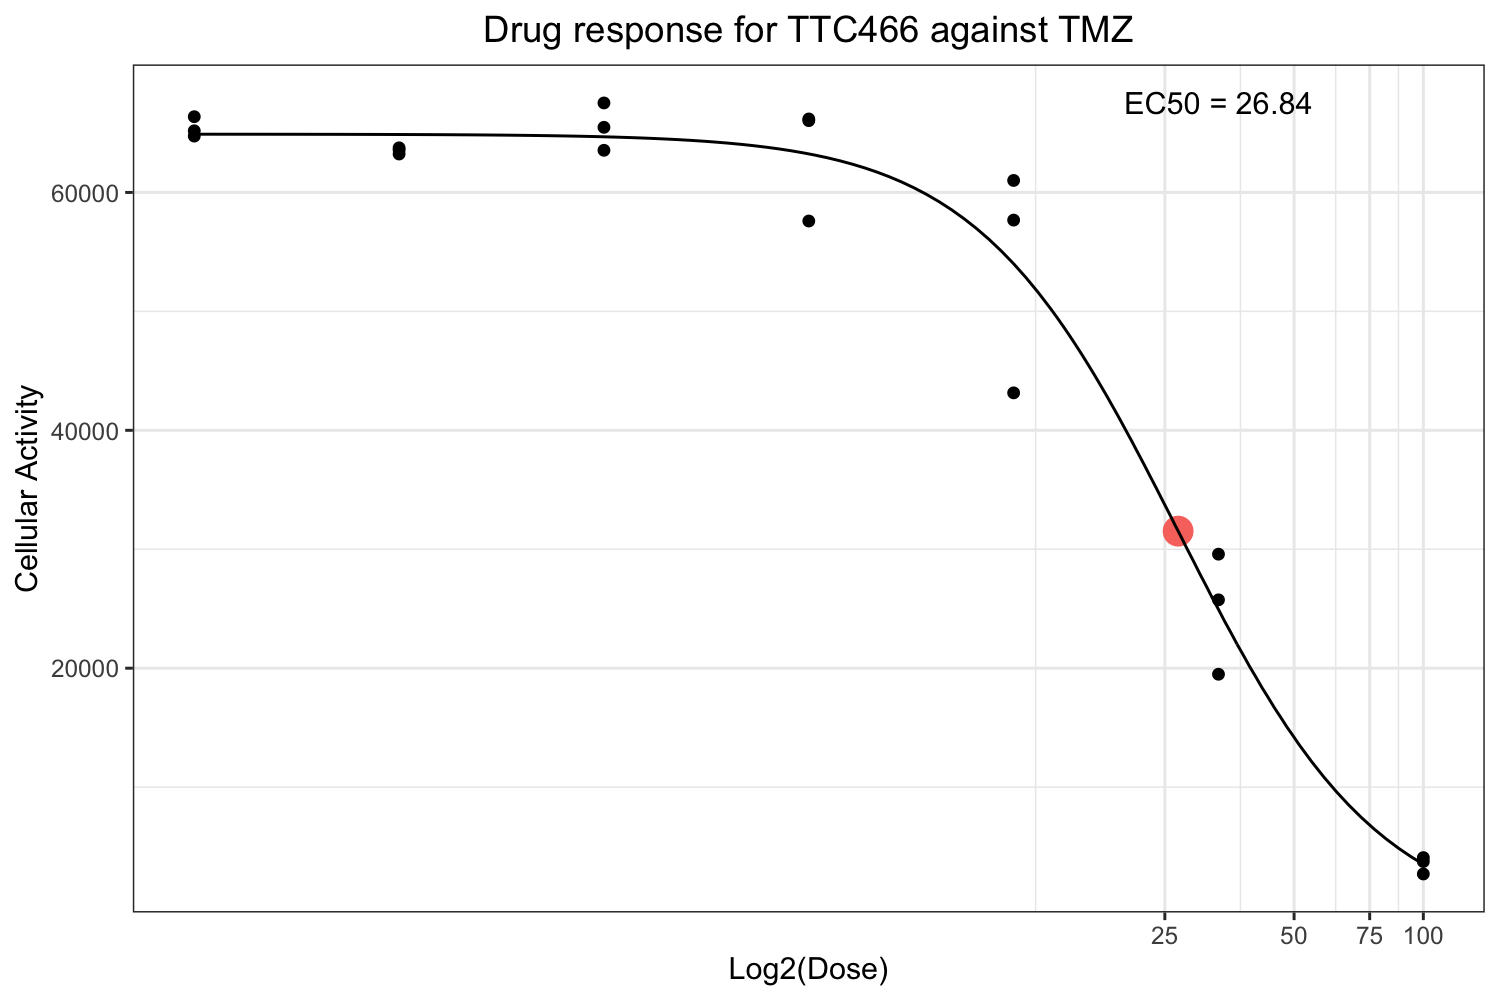 Drug response for TTC466 against TMZ
EC50 = 26.84
60000
40000
20000
Cellular Activity
25 50 75 100
Log2(Dose)